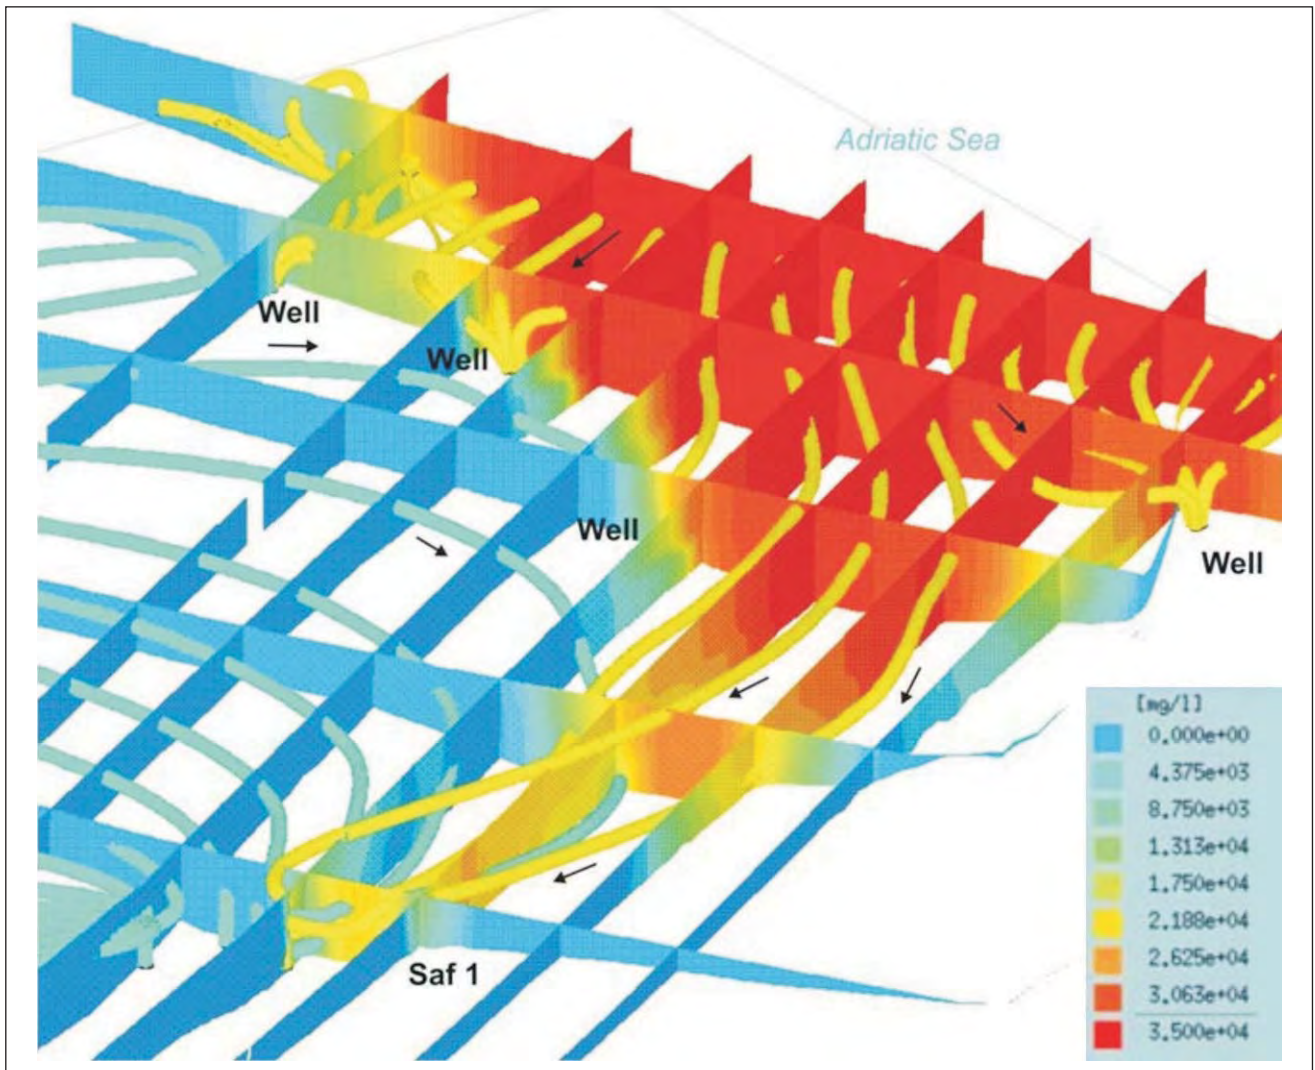 Adriatic Sea
Well
Well
Well
Well
Saf 1
[mg/l]
0.000e+00
4.375e+03
8.750e+03
1.313e+04
1.750e+04
2.188e+04
2.625e+04
3.063e+04
3.500e+04